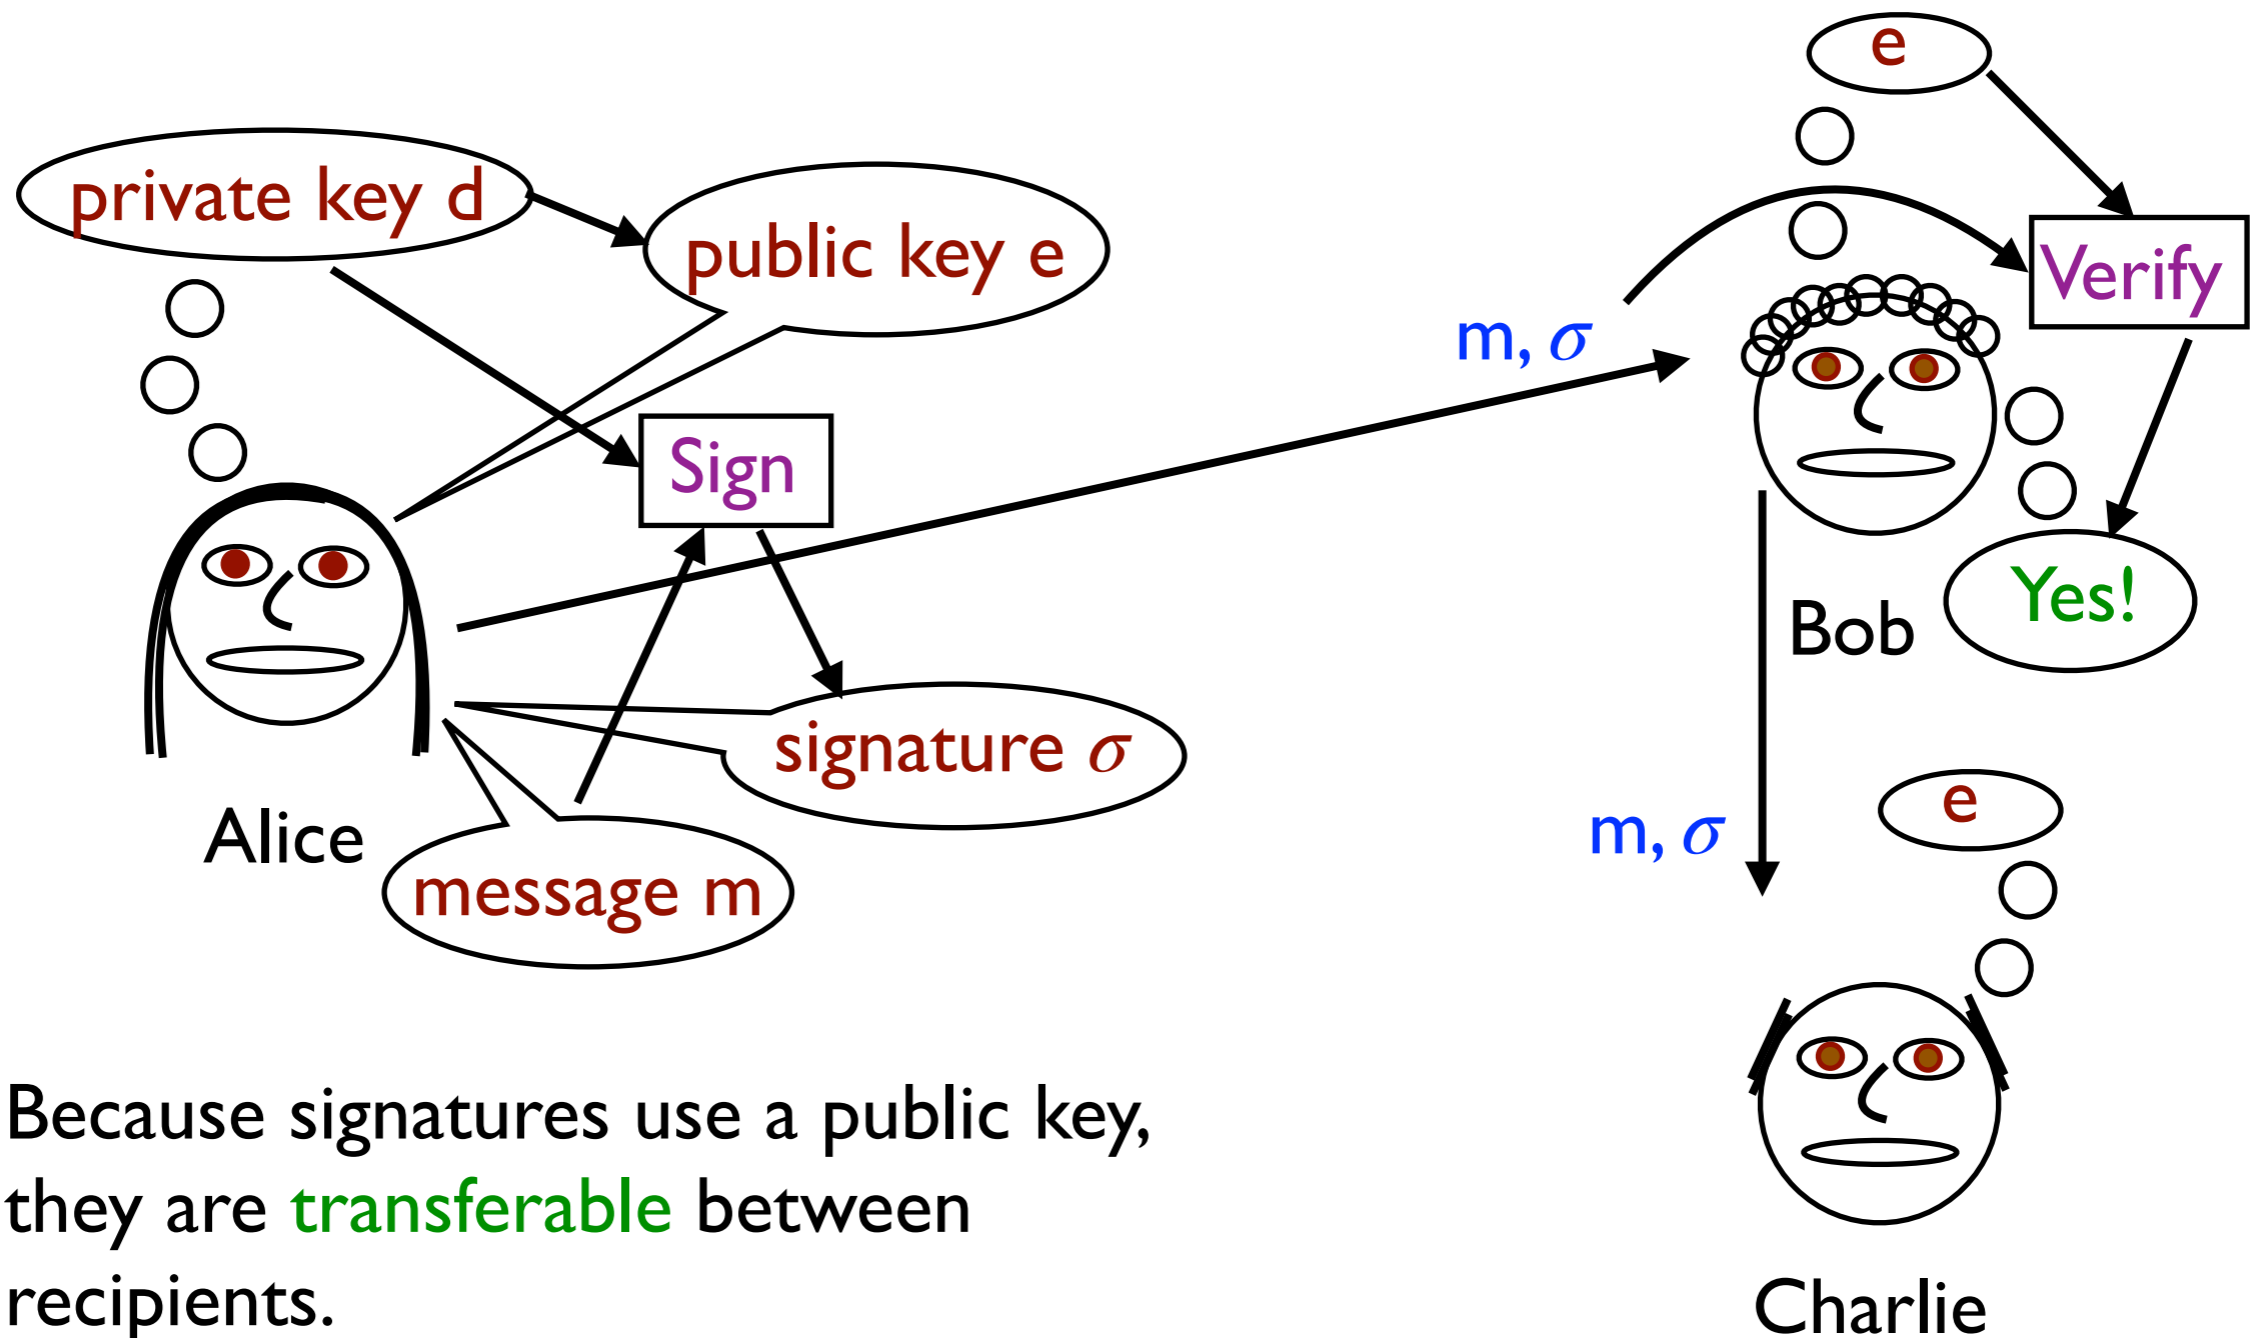 e
private key d
public key e
Verify
m, σ
Sign
Yes!
Bob
signature σ
e
m, σ
Alice
message m
Because signatures use a public key,
they are transferable between
recipients.
Charlie